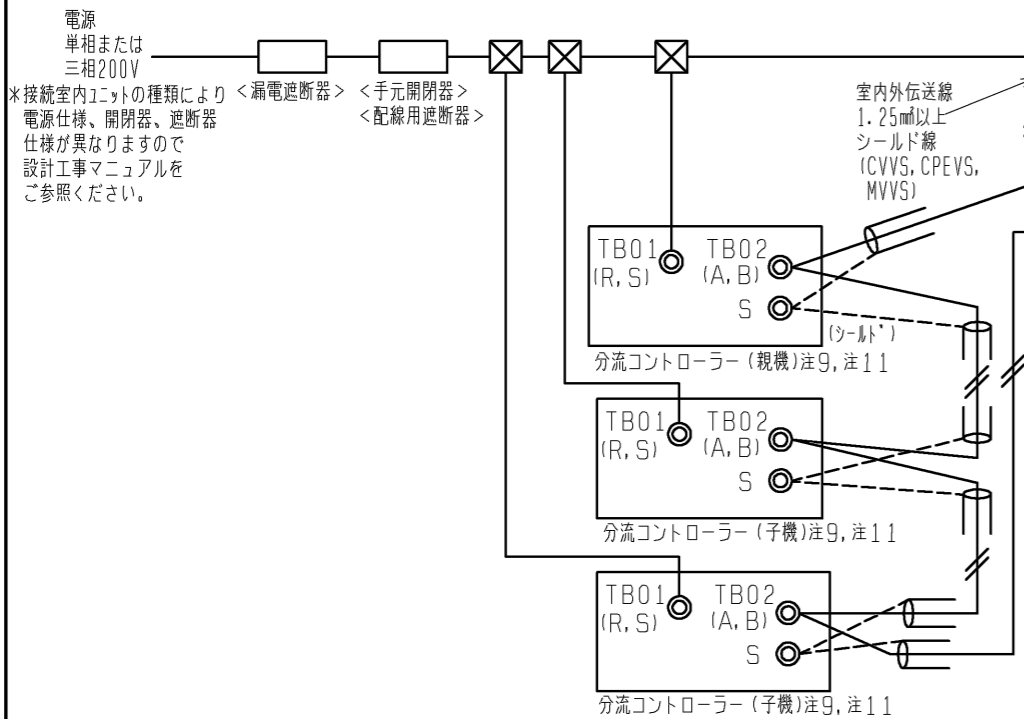 電源
単相または
三相200V
*接続室内ユニットの種類により
電源仕様、開閉器、遮断器
仕様が異なりますので
設計工事マニュアルを
ご参照ください。
<漏電遮断器>
<手元開閉器>
<配線用遮断器>
室内外伝送線
1.25㎟以上
シールド線
(CVVS, CPEVS,
MVVS)
TB01
(R, S)
TB02
(A, B)
S
(シールド)
分流コントローラー (親機)注9, 注11
TB01
(R, S)
TB02
(A, B)
S
分流コントローラー (子機)注9, 注11
TB01
(R, S)
TB02
(A, B)
S
分流コントローラー (子機)注9, 注11